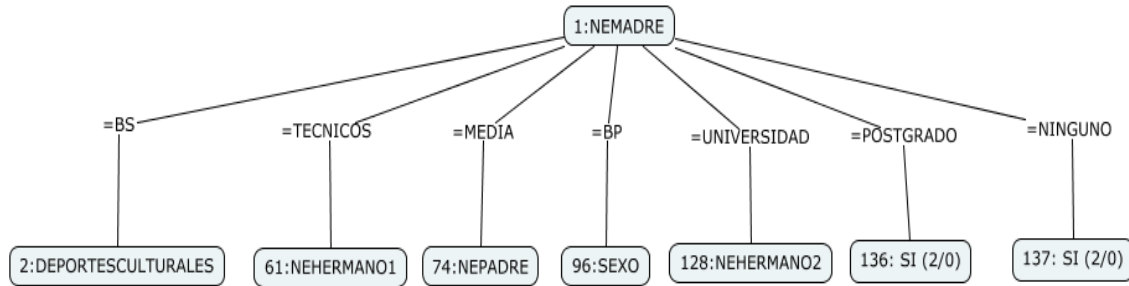 1:NEMADRE
=BS
=TECNICOS
=MEDIA
=BP
=UNIVERSIDAD
=POSTGRADO
=NINGUNO
2:DEPORTESCULTURALES
61:NEHERMANO1
74:NEPADRE
96:SEXO
128:NEHERMANO2
136: SI (2/0)
137: SI (2/0)